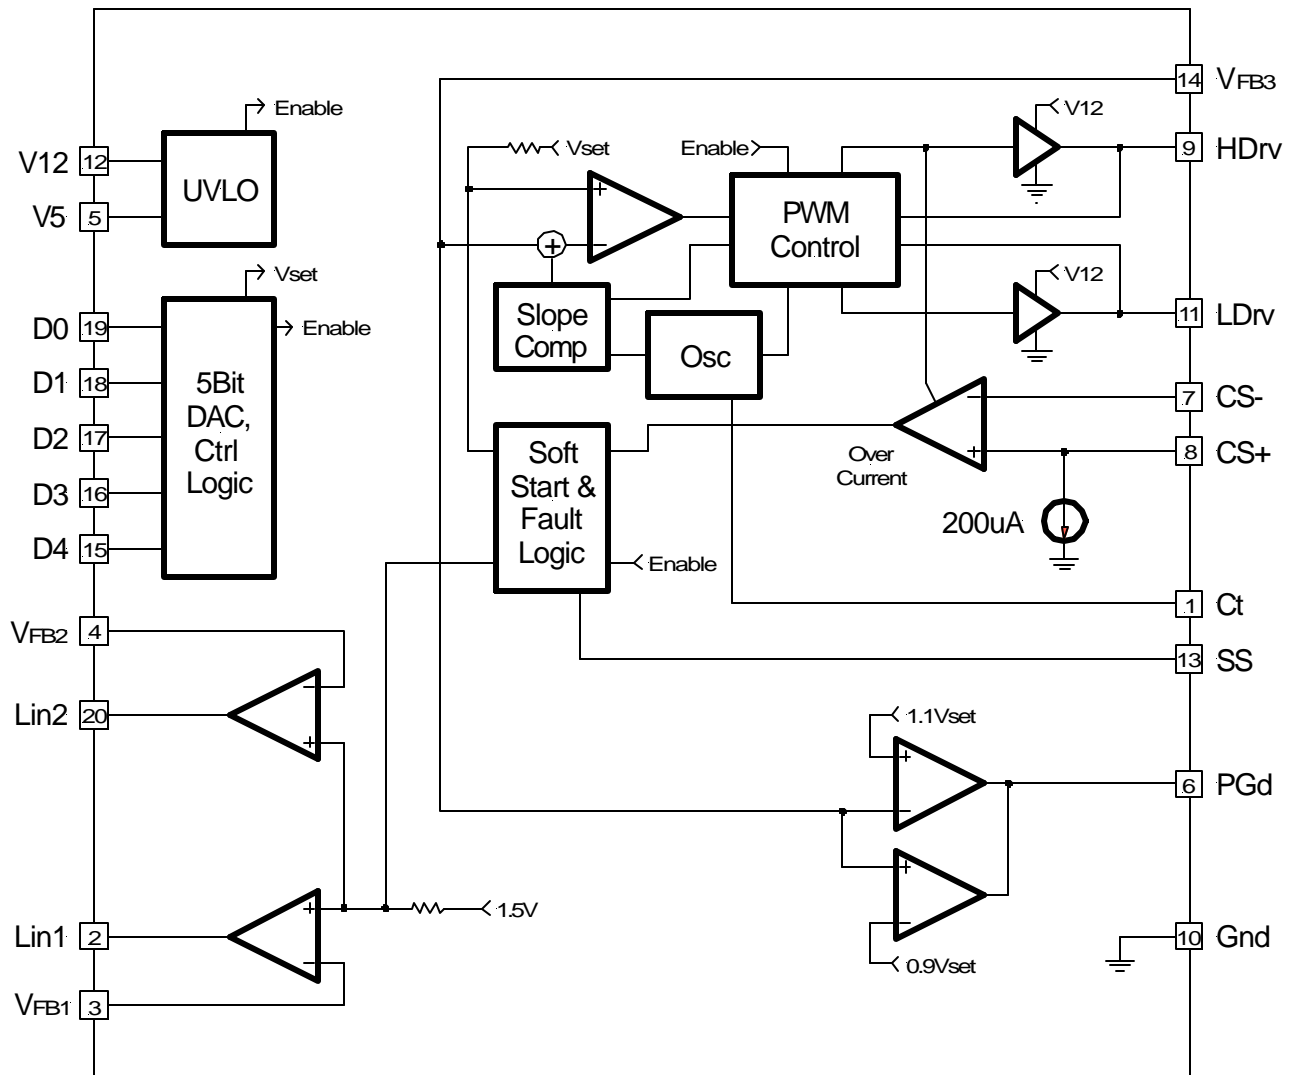 14 VFB3
Enable
V12
Vset
Enable
V12 12
UVLO
9 HDrv
V5 5
+
−
+
PWM
Control
Vset
V12
Enable
D0 19
Slope
Comp
Osc
11 LDrv
D1 18
5Bit
DAC,
Ctrl
Logic
−
7 CS-
D2 17
Soft
Start &
Fault
Logic
Over
Current
+
8 CS+
D3 16
200uA
D4 15
Enable
1 Ct
VFB2 4
13 SS
−
Lin2 20
+
1.1Vset
+
−
6 PGd
+
−
Lin1 2
+
−
1.5V
10 Gnd
0.9Vset
VFB1 3